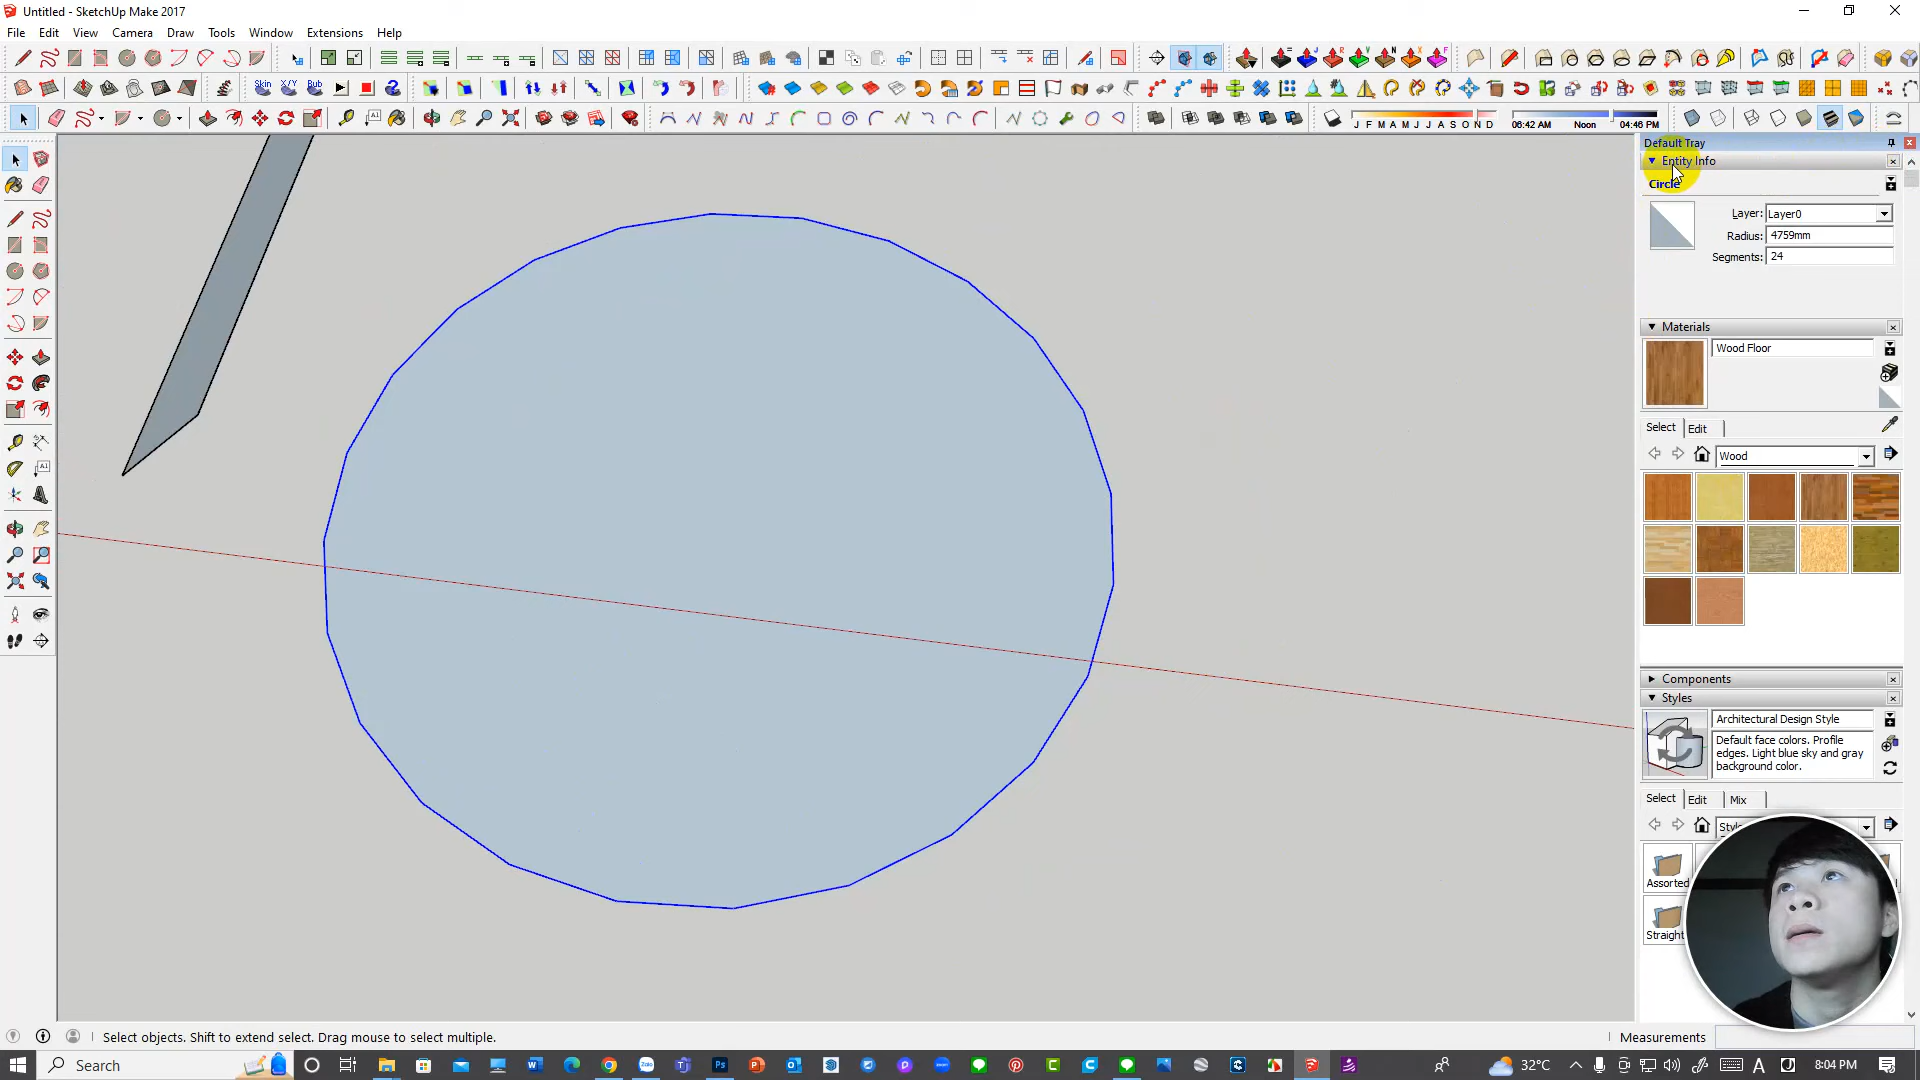 Untitled - SketchUp Make 2017
File Edit View Camera Draw Tools Window Extensions Help
Skin X/Y Bub
J F M A M J J A S O N D 06:42 AM Noon 04:46 PM
Default Tray
Entity Info
Circle
Layer: Layer0
Radius: 4759mm
Segments: 24
Materials
Wood Floor
Select Edit
Wood
Components
Styles
Architectural Design Style
Default face colors. Profile
edges. Light blue sky and gray
background color.
Select Edit Mix
Assorted
Straight
Select objects. Shift to extend select. Drag mouse to select multiple.
Measurements
Search
32°C
8:04 PM